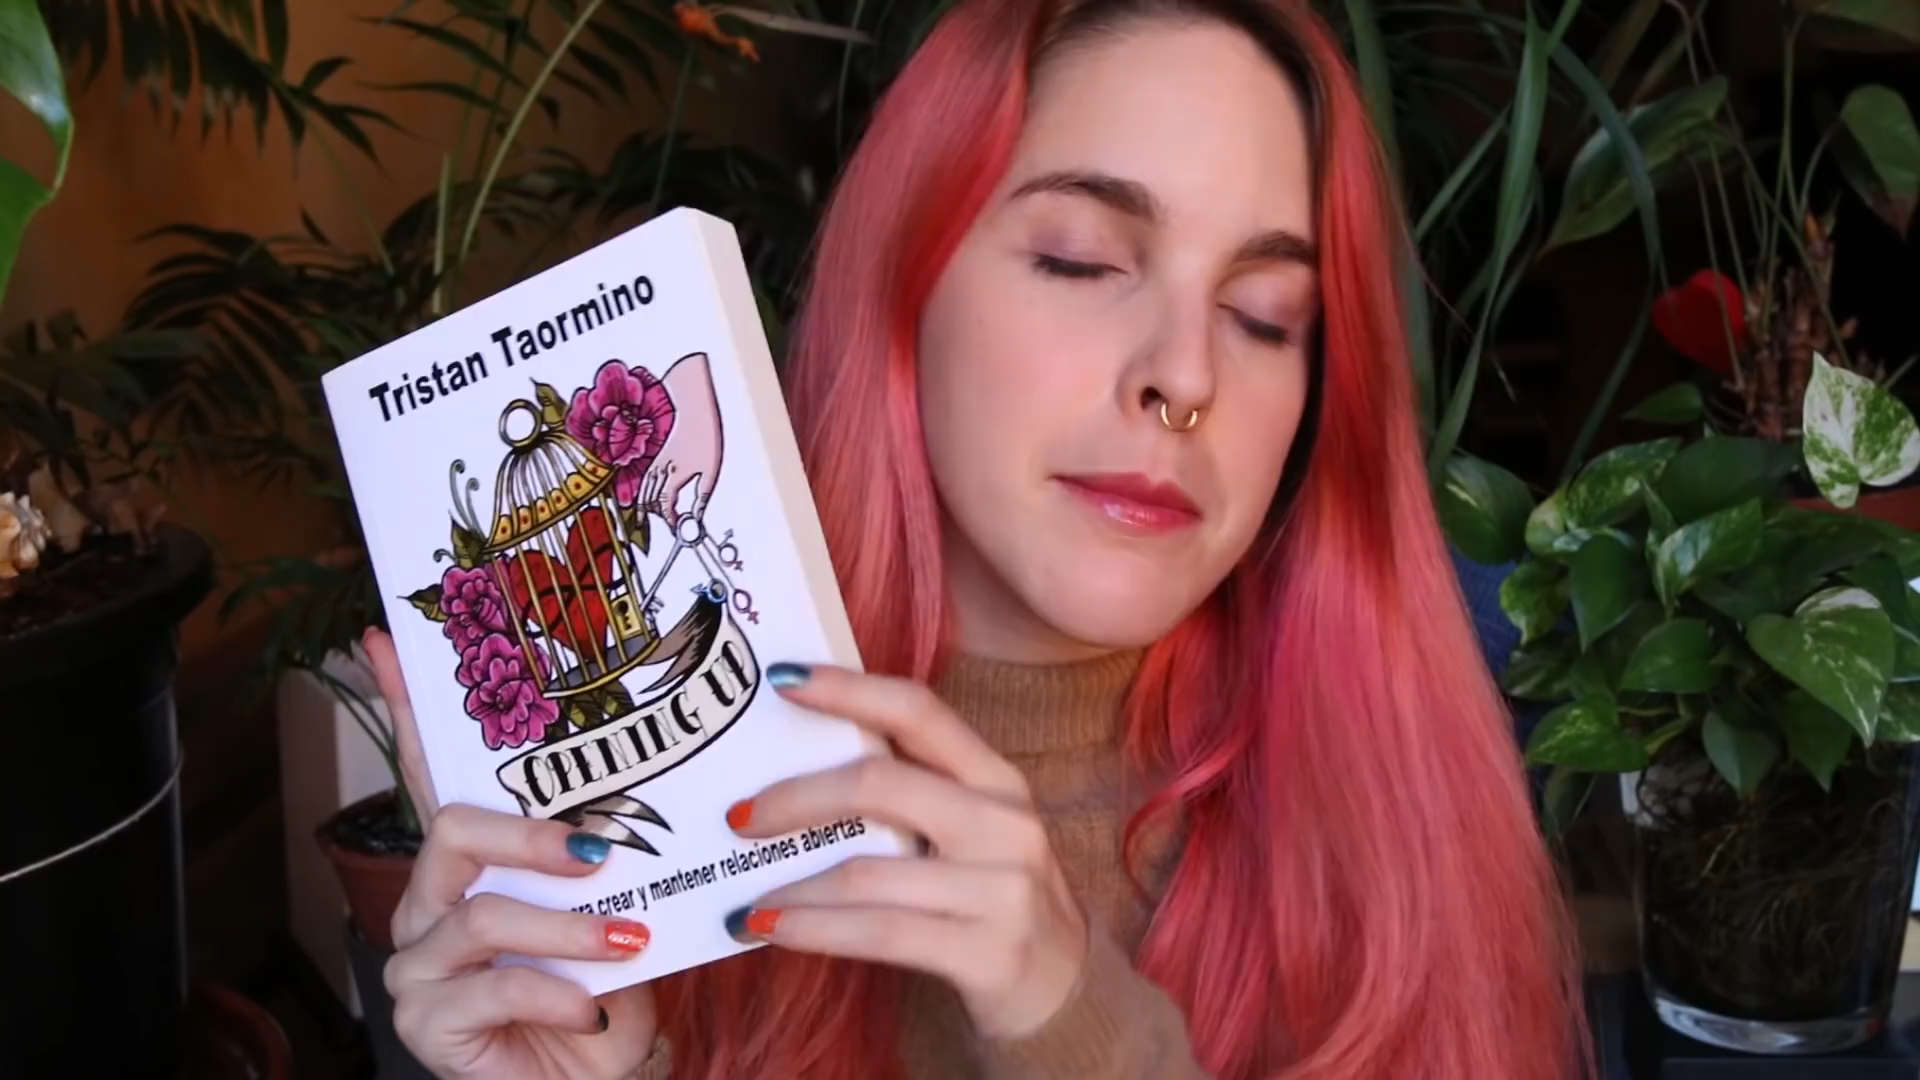 Tristan Taormino
OPENING UP
crear y mantener relaciones abiertas